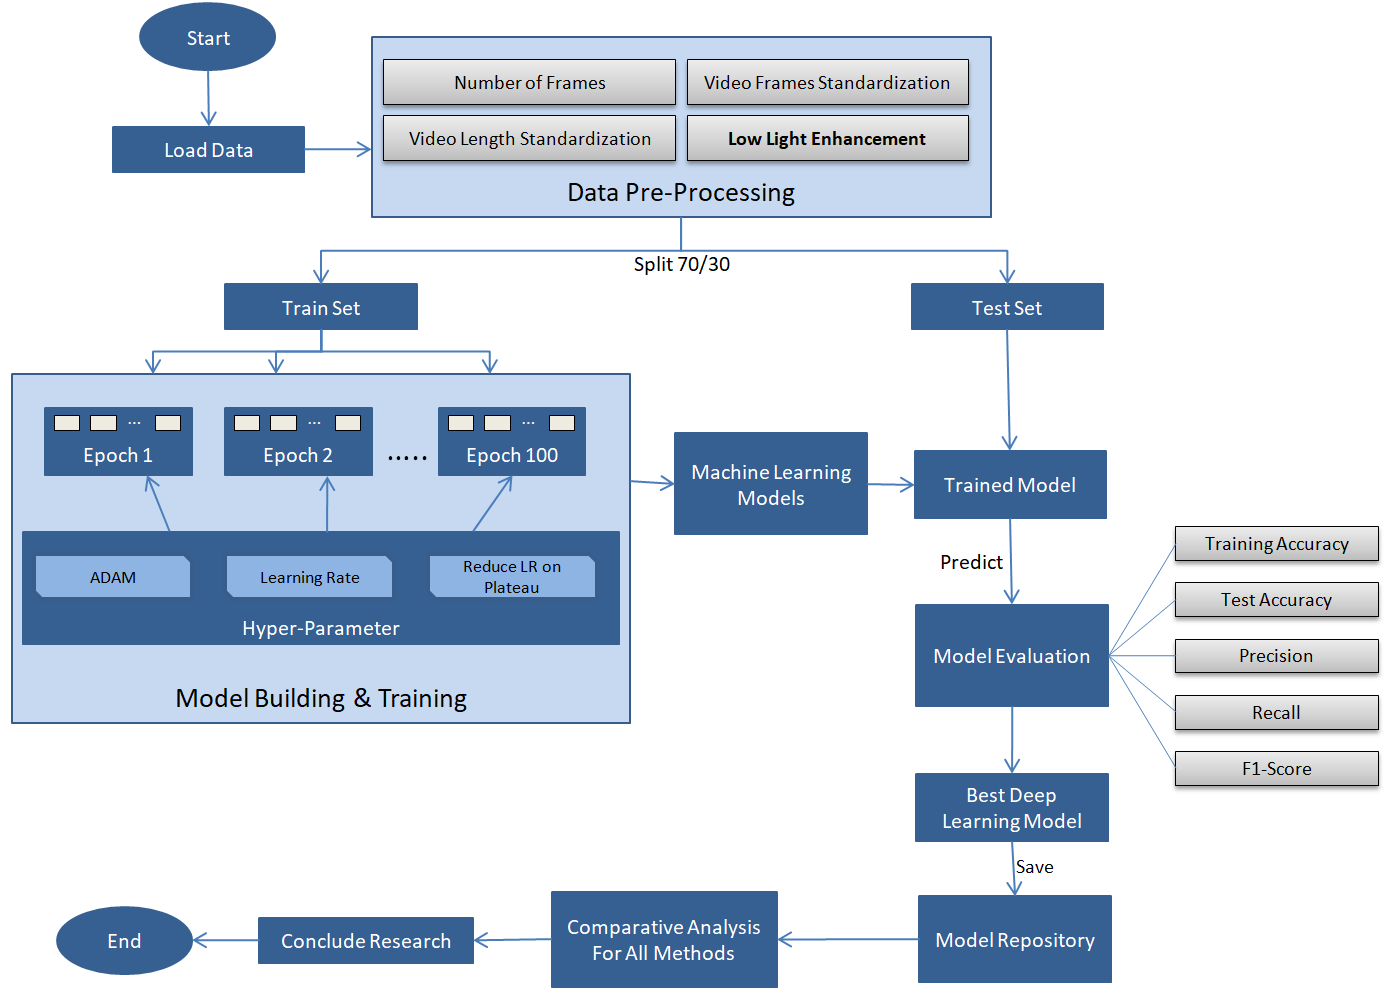 Start
Load Data
Number of Frames
Video Frames Standardization
Video Length Standardization
Low Light Enhancement
Data Pre-Processing
Split 70/30
Train Set
Test Set
...
Epoch 1
...
Epoch 2
.....
...
Epoch 100
ADAM
Learning Rate
Reduce LR on
Plateau
Hyper-Parameter
Model Building & Training
Machine Learning
Models
Trained Model
Predict
Model Evaluation
Training Accuracy
Test Accuracy
Precision
Recall
F1-Score
Best Deep
Learning Model
Save
Model Repository
Comparative Analysis
For All Methods
Conclude Research
End